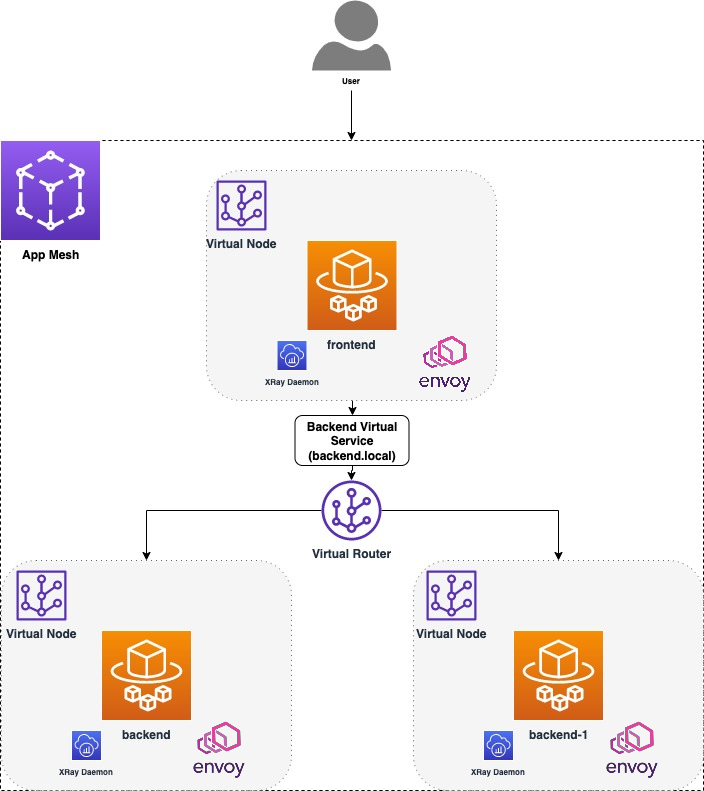 User
App Mesh
Virtual Node
frontend
XRay Daemon
envoy
Backend Virtual
Service
(backend.local)
Virtual Router
Virtual Node
backend
XRay Daemon
envoy
Virtual Node
backend-1
XRay Daemon
envoy